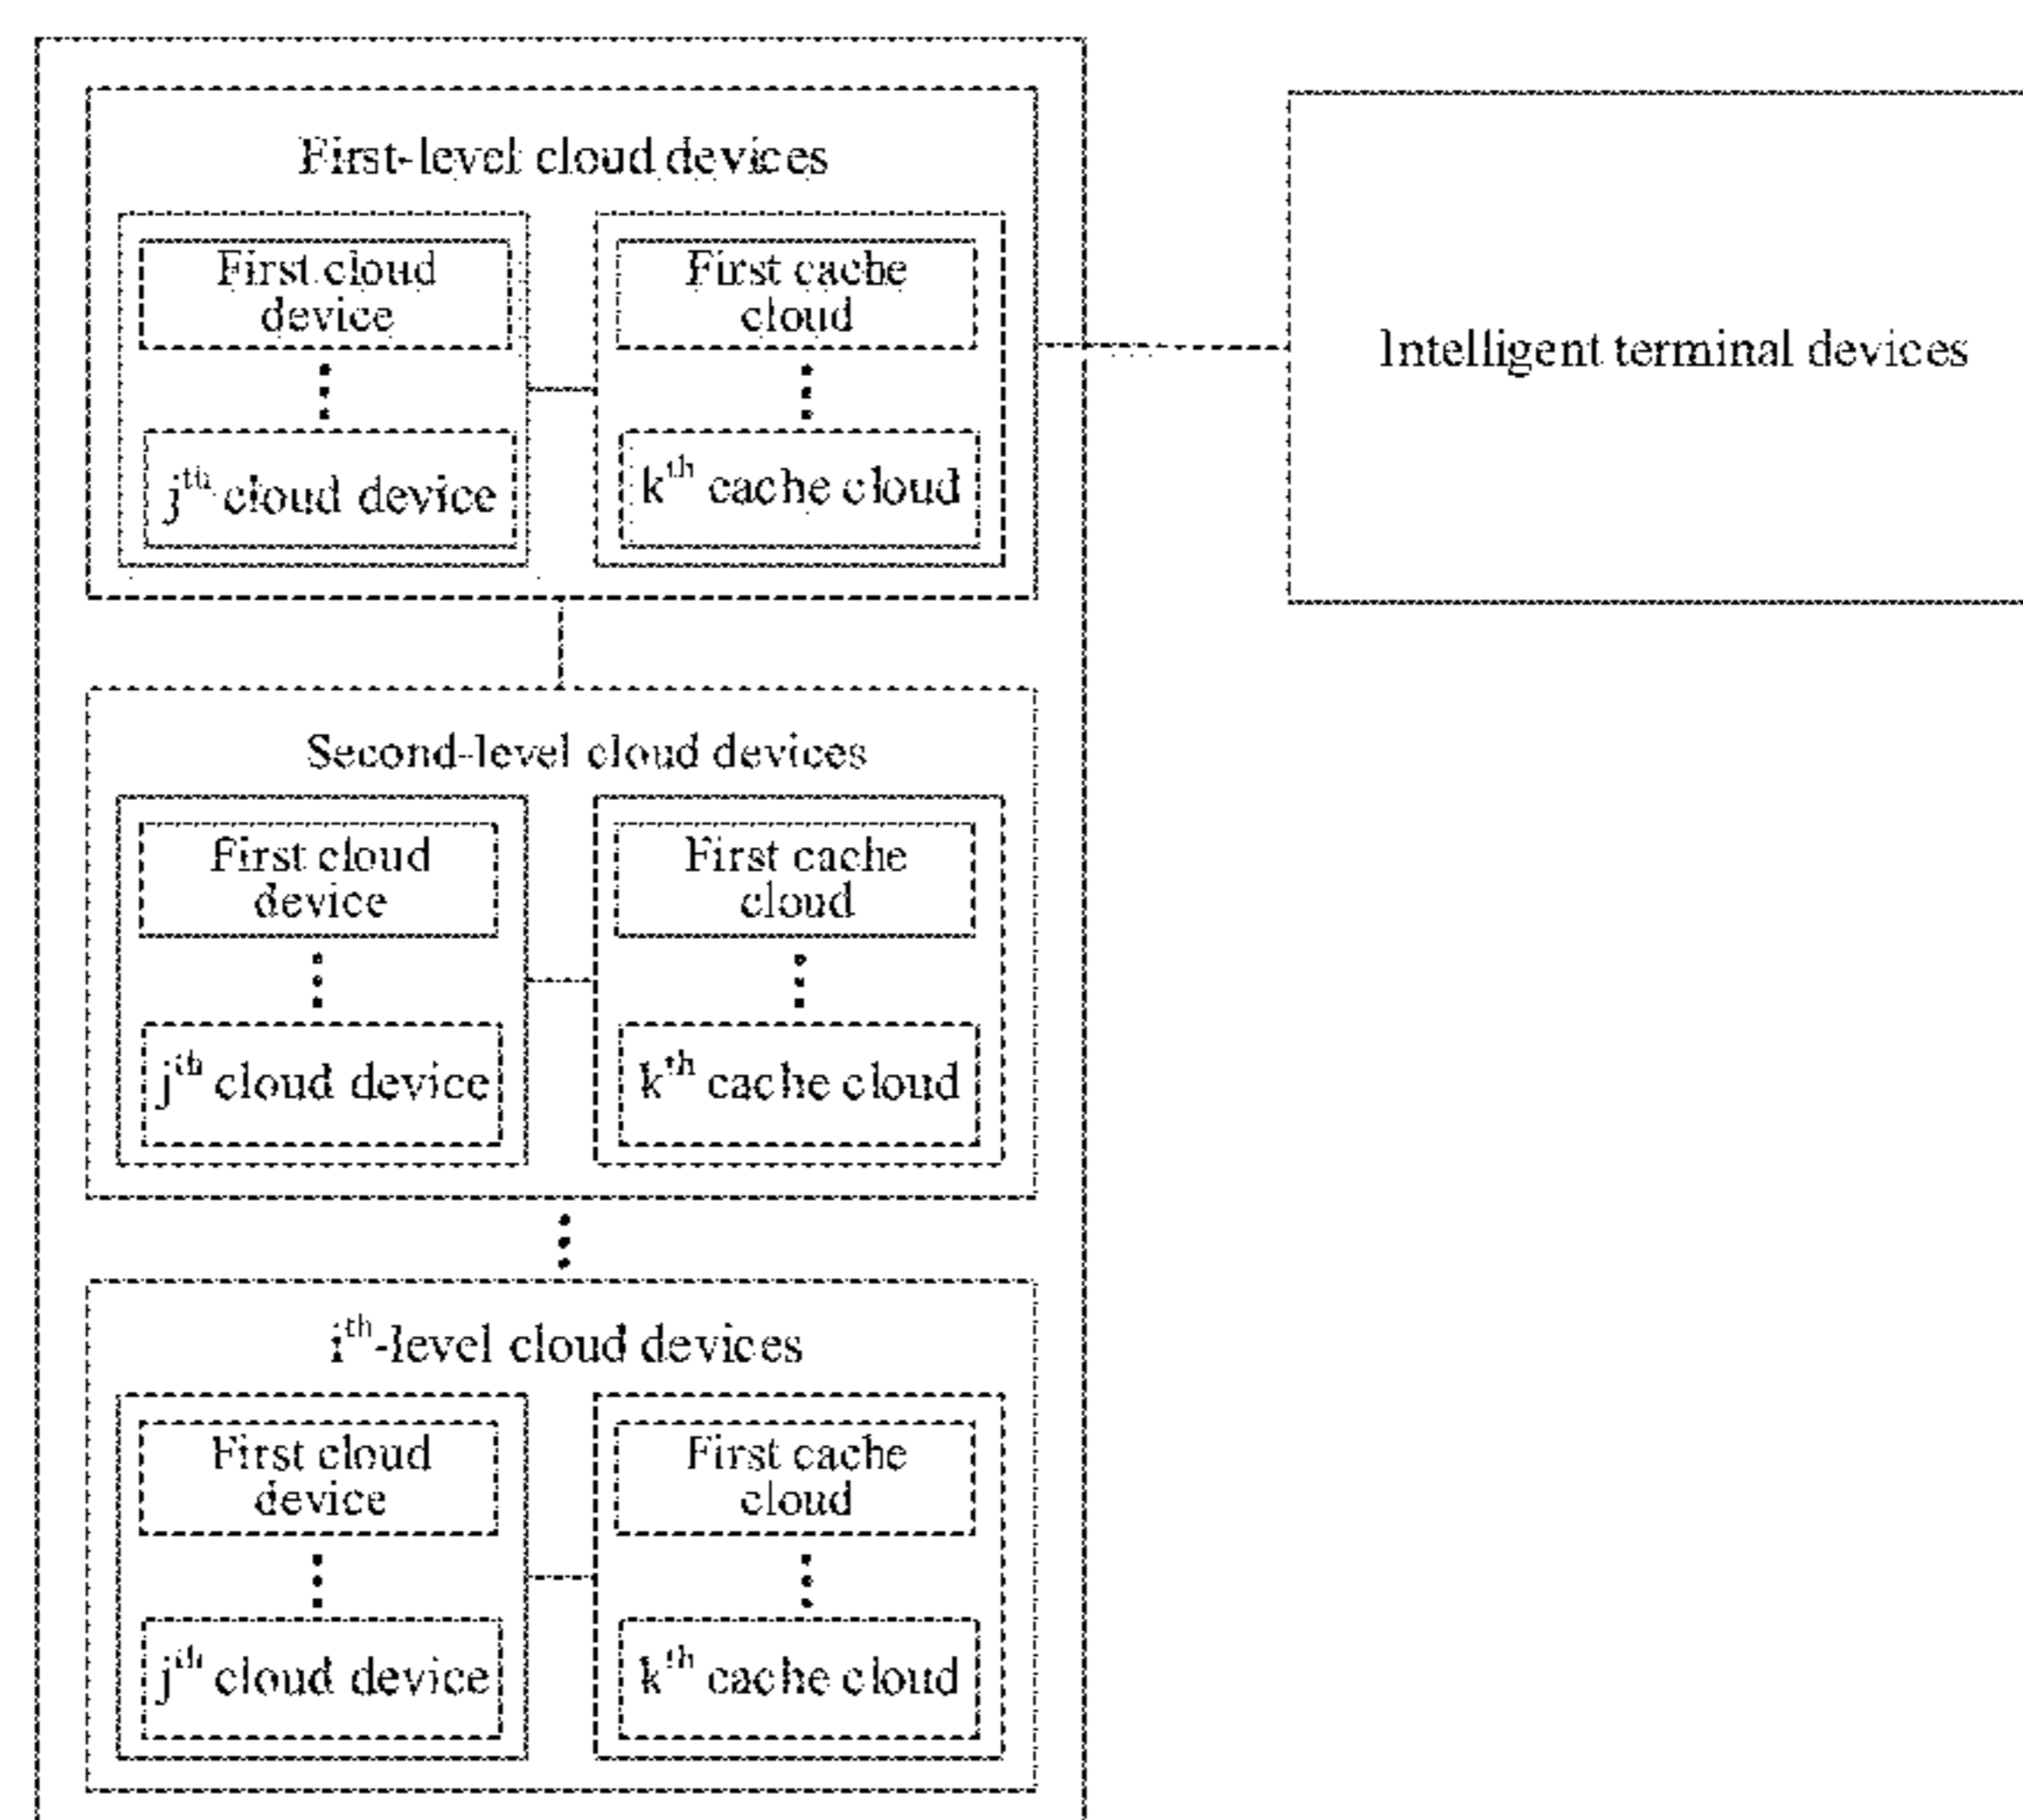 First-level cloud devices
First cloud
device
First cache
cloud
jth cloud device
kth cache cloud
Intelligent terminal devices
Second-level cloud devices
First cloud
device
First cache
cloud
jth cloud device
kth cache cloud
ith-level cloud devices
First cloud
device
First cache
cloud
jth cloud device
kth cache cloud